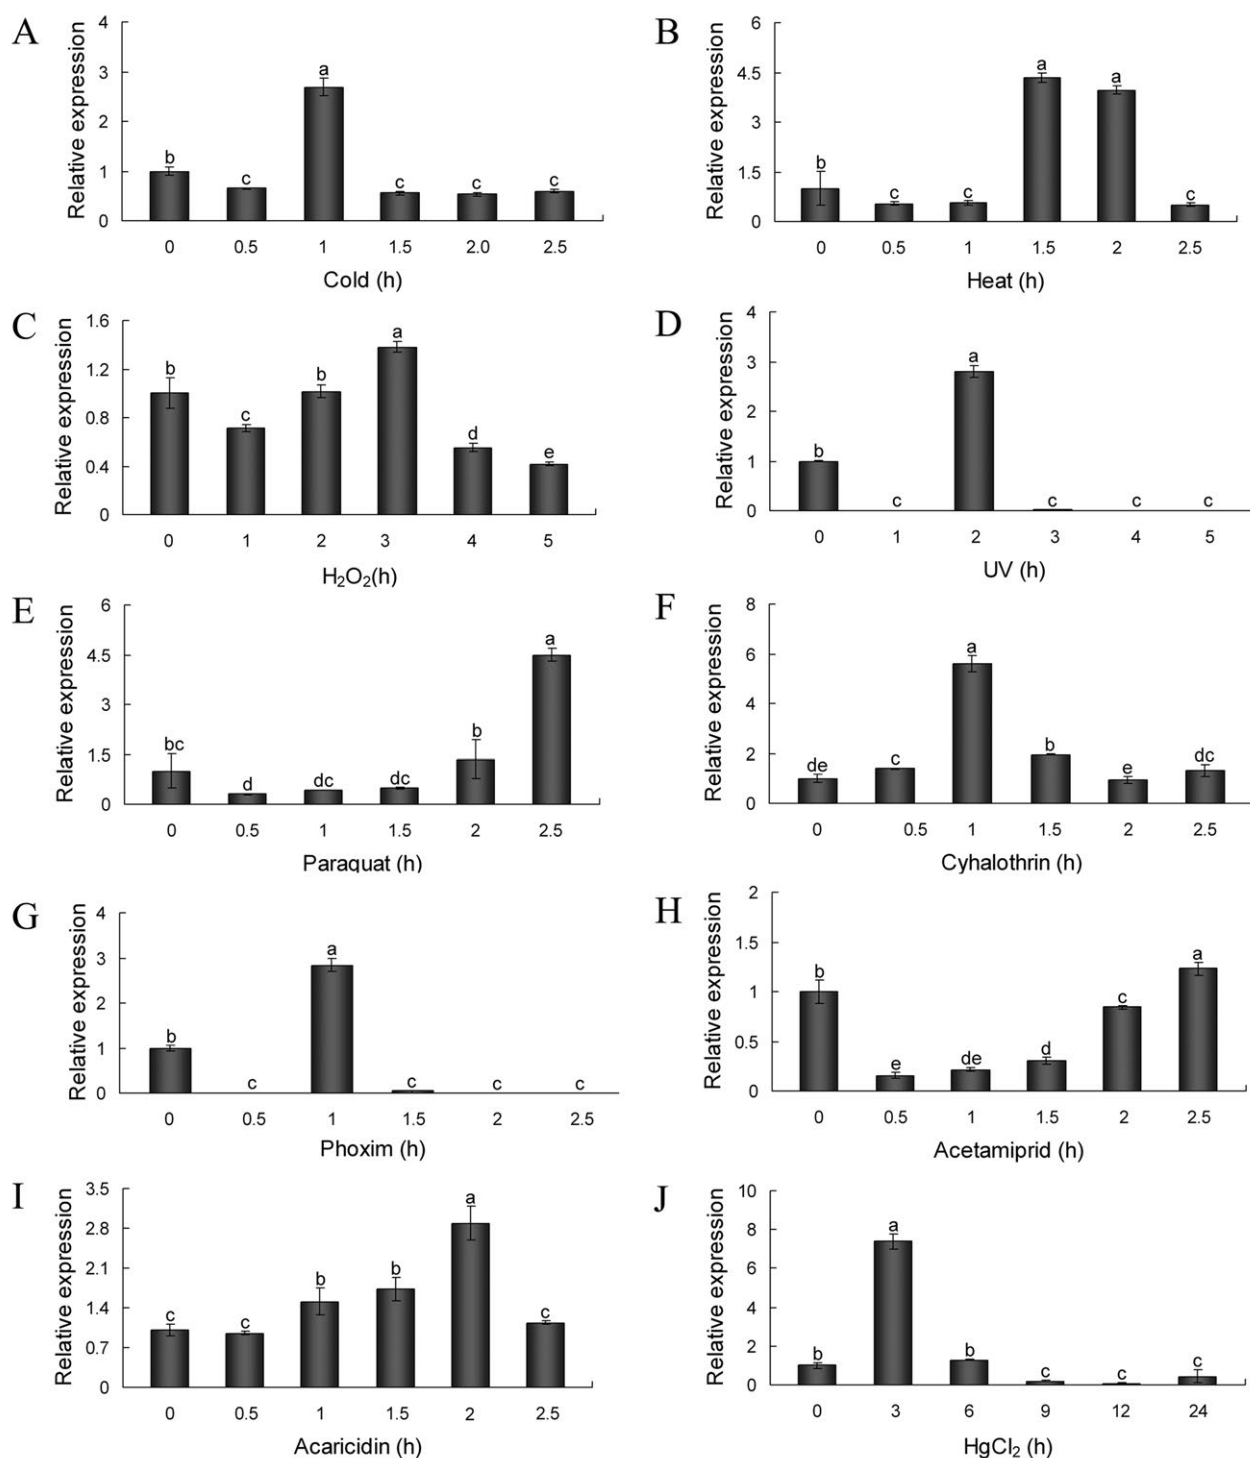 A
Relative expression
4
3
2
1
0
b
c
a
c
c
c
0
0.5
1
1.5
2.0
2.5
Cold (h)
B
Relative expression
6
4.5
3
1.5
0
b
c
c
a
a
c
0
0.5
1
1.5
2
2.5
Heat (h)
C
Relative expression
1.6
1.2
0.8
0.4
0
b
c
b
a
d
e
0
1
2
3
4
5
H₂O₂(h)
D
Relative expression
4
3
2
1
0
b
c
a
c
c
c
0
1
2
3
4
5
UV (h)
E
Relative expression
6
4.5
3
1.5
0
bc
d
dc
dc
b
a
0
0.5
1
1.5
2
2.5
Paraquat (h)
F
Relative expression
8
6
4
2
0
de
c
a
b
e
dc
0
0.5
1
1.5
2
2.5
Cyhalothrin (h)
G
Relative expression
4
3
2
1
0
b
c
a
c
c
c
0
0.5
1
1.5
2
2.5
Phoxim (h)
H
Relative expression
2
1.5
1
0.5
0
b
e
de
d
c
a
0
0.5
1
1.5
2
2.5
Acetamiprid (h)
I
Relative expression
3.5
2.8
2.1
1.4
0.7
0
c
c
b
b
a
c
0
0.5
1
1.5
2
2.5
Acaricidin (h)
J
Relative expression
10
8
6
4
2
0
b
a
b
c
c
c
0
3
6
9
12
24
HgCl₂ (h)